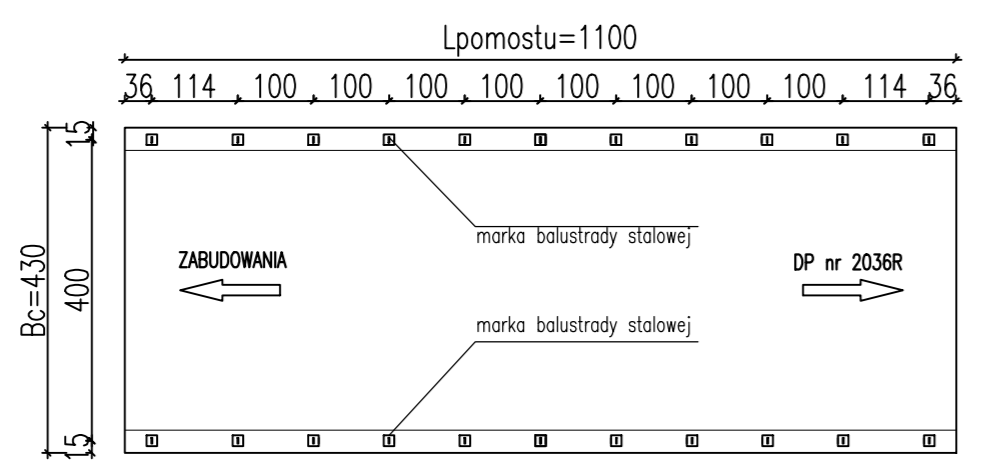 Lpomostu=1100
36 114 100 100 100 100 100 100 100 100 114 36
15
marka balustrady stalowej
ZABUDOWANIA
DP nr 2036R
Bc=430
400
marka balustrady stalowej
15